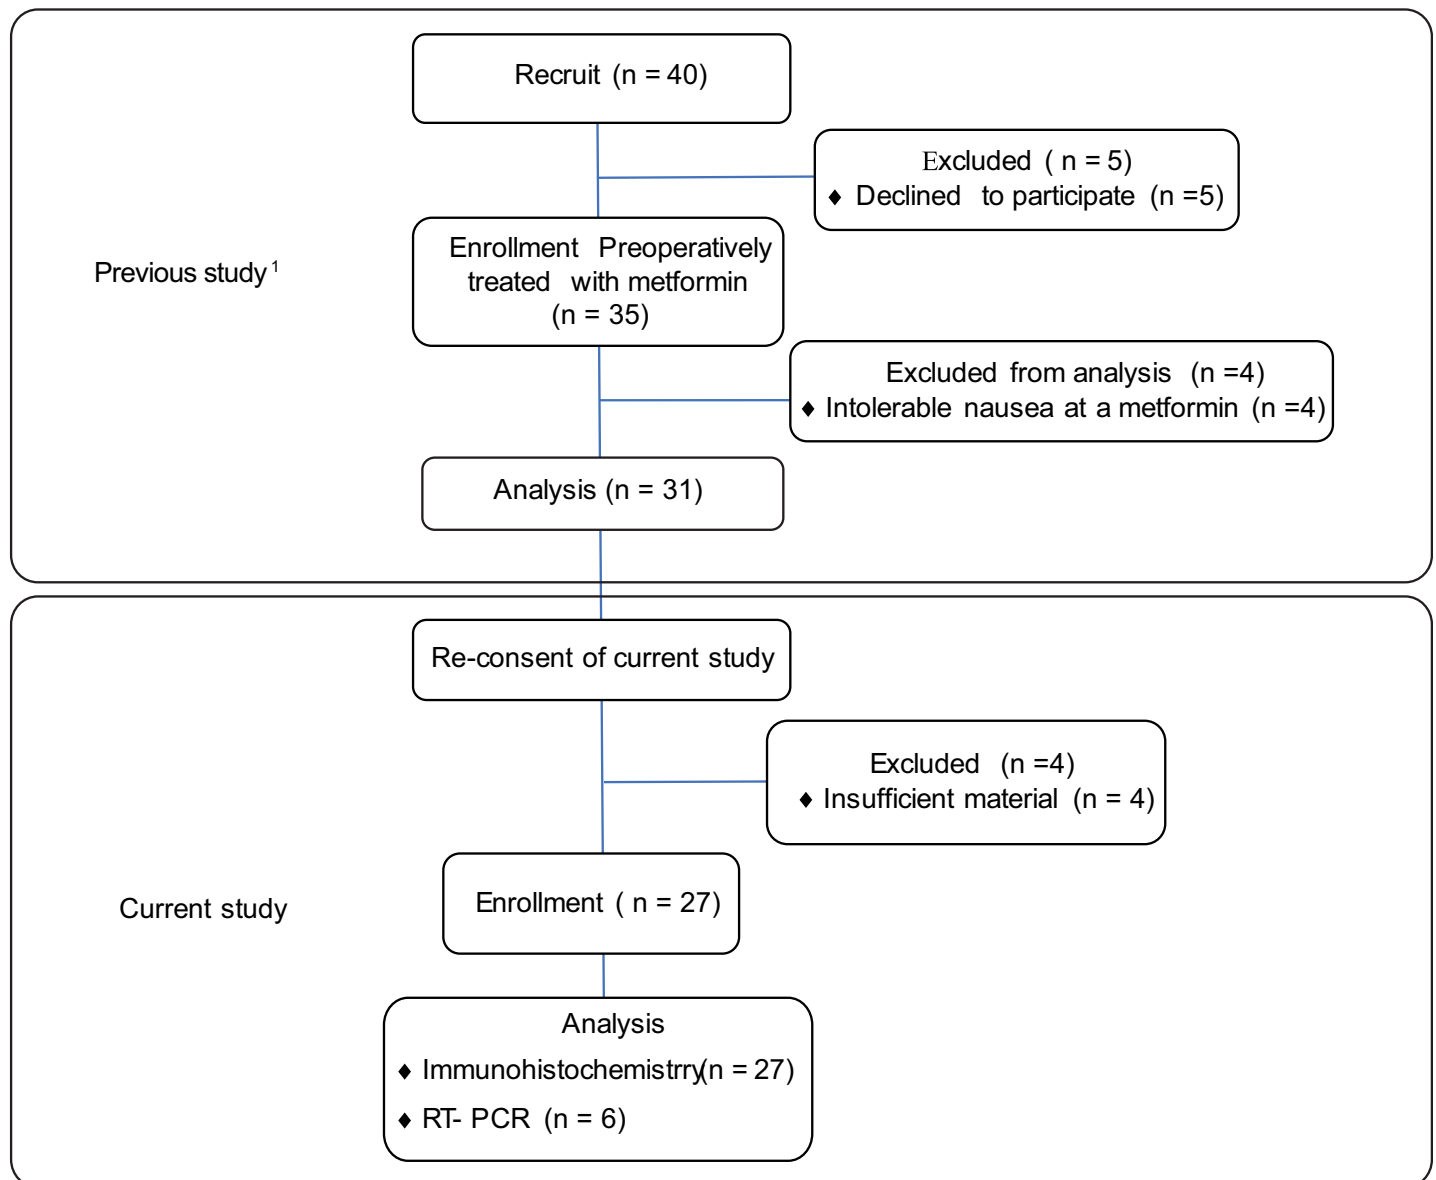 Recruit (n = 40)
Excluded ( n = 5)
♦ Declined to participate (n =5)
Enrollment Preoperatively
treated with metformin
(n = 35)
Previous study 1
Excluded from analysis (n =4)
♦ Intolerable nausea at a metformin (n =4)
Analysis (n = 31)
Re-consent of current study
Excluded (n =4)
♦ Insufficient material (n = 4)
Enrollment ( n = 27)
Current study
Analysis
♦ Immunohistochemistrry(n = 27)
♦ RT- PCR (n = 6)